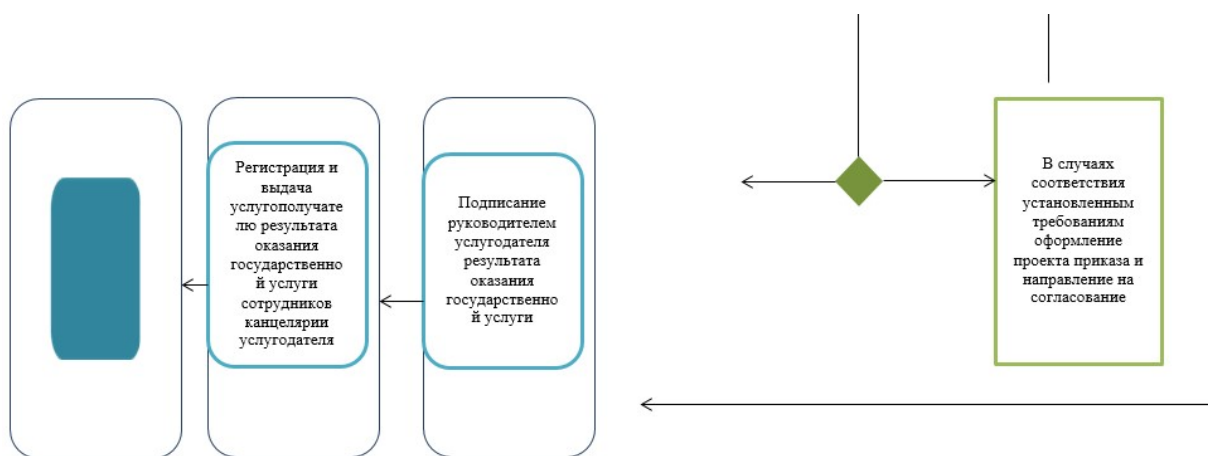 Регистрация и
выдача
услугополучате
лю результата
оказания
государственно
й услуги
сотрудников
канцелярии
услугодателя
Подписание
руководителем
услугодателя
результата
оказания
государственно
й услуги
В случаях
соответствия
установленным
требованиям
оформление
проекта приказа и
направление на
согласование